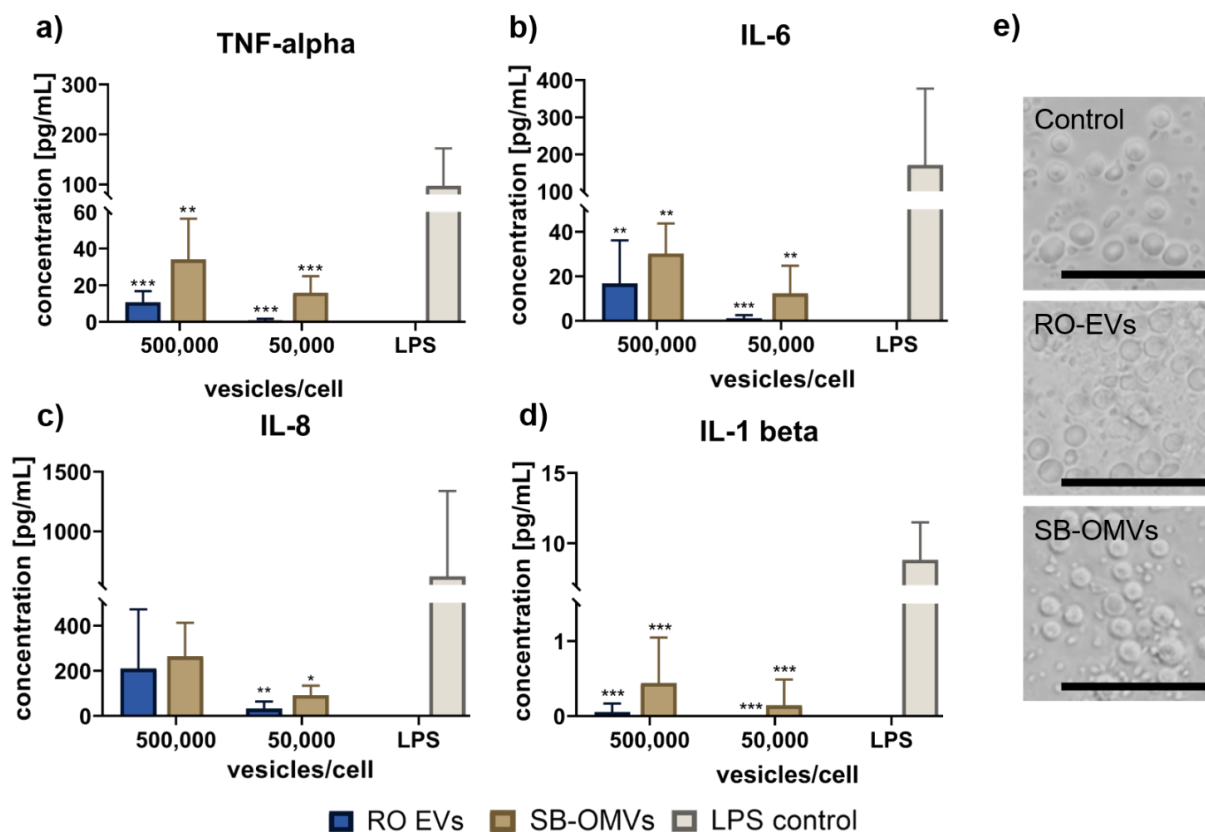 a)
TNF-alpha
concentration [pg/mL]
300
200
100
60
40
20
0
***
**
***
***
500,000
50,000
LPS
vesicles/cell
b)
IL-6
concentration [pg/mL]
400
300
200
100
40
20
0
**
**
***
**
500,000
50,000
LPS
vesicles/cell
c)
IL-8
concentration [pg/mL]
1500
1000
400
200
0
**
*
500,000
50,000
LPS
vesicles/cell
d)
IL-1 beta
concentration [pg/mL]
15
10
1
0
***
***
***
***
500,000
50,000
LPS
vesicles/cell
e)
Control
RO-EVs
SB-OMVs
RO EVs
SB-OMVs
LPS control